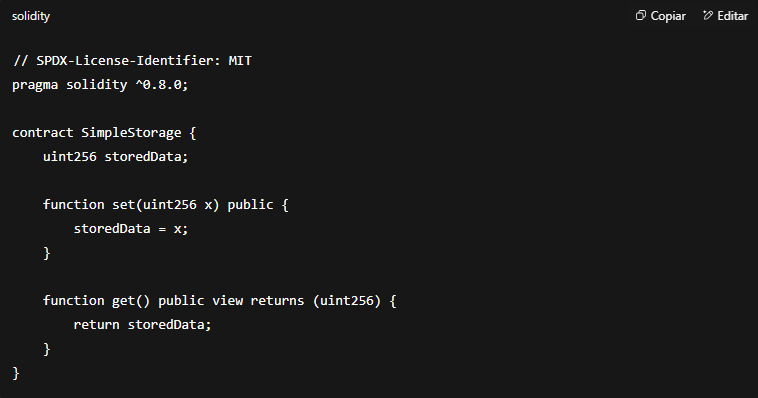 solidity
Copiar
Editar
// SPDX-License-Identifier: MIT
pragma solidity ^0.8.0;
contract SimpleStorage {
    uint256 storedData;
    function set(uint256 x) public {
        storedData = x;
    }
    function get() public view returns (uint256) {
        return storedData;
    }
}